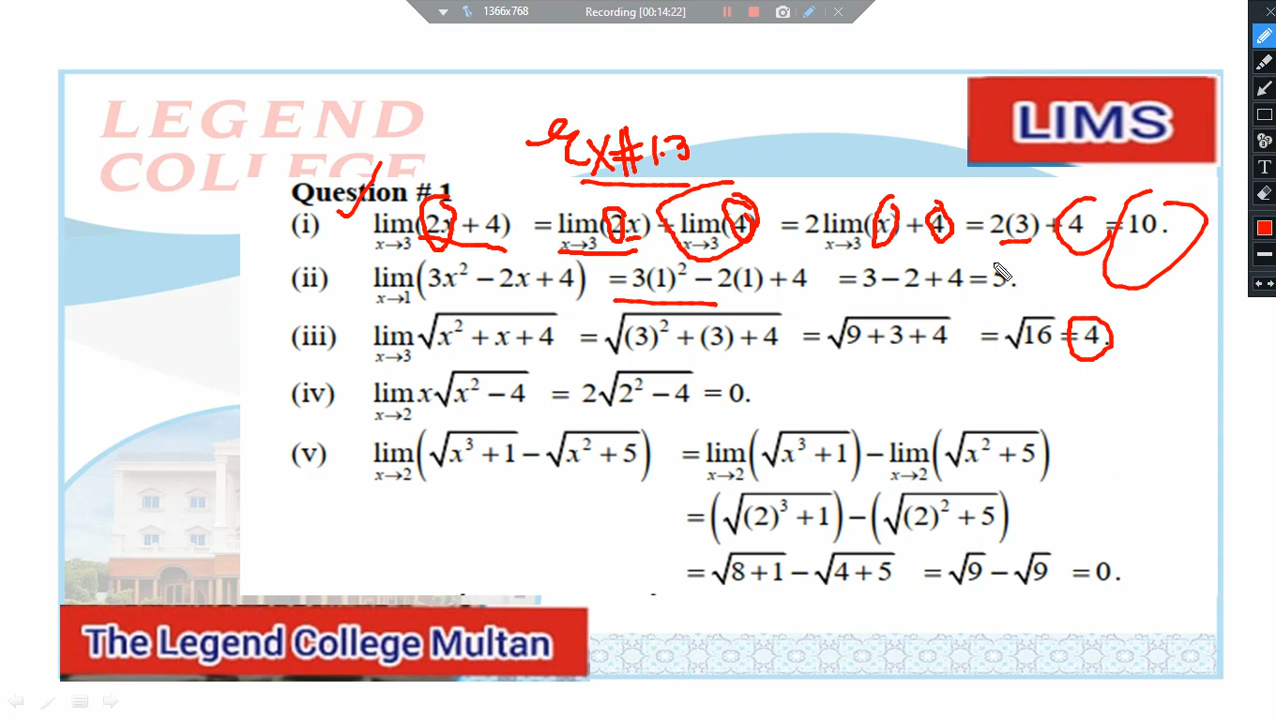 1366x768 Recording [00:14:22]
LEGEND
COLLEGE
LIMS
Ex # 1.3
Question # 1
(i) lim x→3 (2x + 4) = lim x→3 (2x) + lim x→3 (4) = 2 lim x→3 (x) + 4 = 2(3) + 4 = 10.
(ii) lim x→1 (3x² − 2x + 4) = 3(1)² − 2(1) + 4 = 3 − 2 + 4 = 5.
(iii) lim x→3 √(x² + x + 4) = √((3)² + (3) + 4) = √(9 + 3 + 4) = √16 = 4.
(iv) lim x→2 x√(x² − 4) = 2√(2² − 4) = 0.
(v) lim x→2 (√(x³ + 1) − √(x² + 5)) = lim x→2 (√(x³ + 1)) − lim x→2 (√(x² + 5))
= (√((2)³ + 1)) − (√((2)² + 5))
= √(8 + 1) − √(4 + 5) = √9 − √9 = 0.
The Legend College Multan